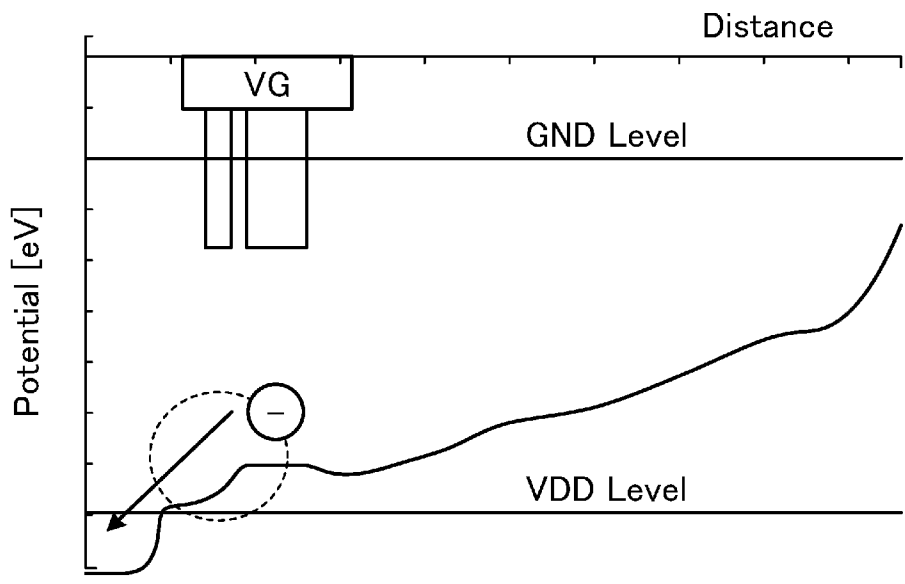 Distance
VG
GND Level
Potential [eV]
−
VDD Level